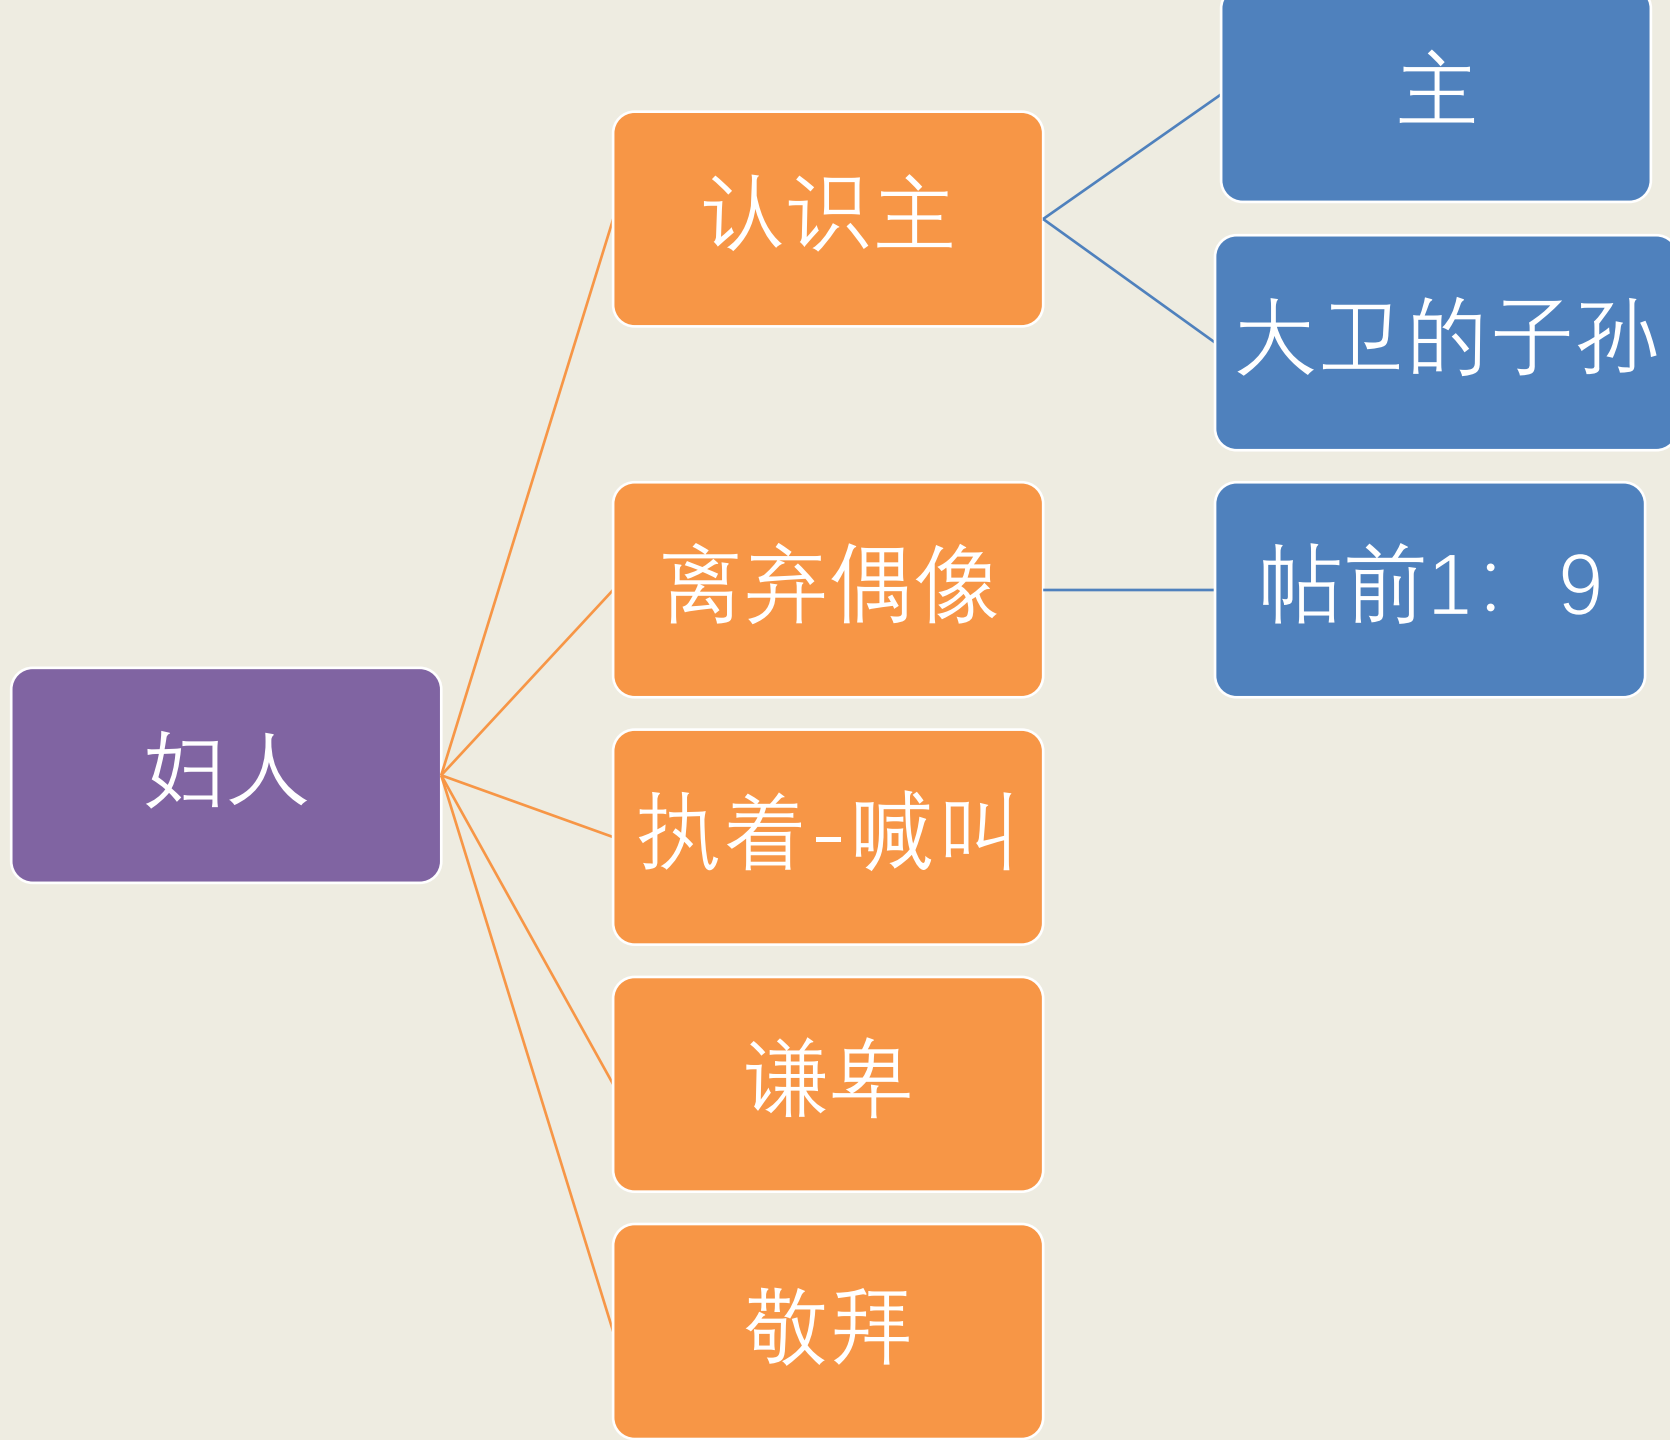 主
认识主
大卫的子孙
离弃偶像
帖前1：9
妇人
执着-喊叫
谦卑
敬拜